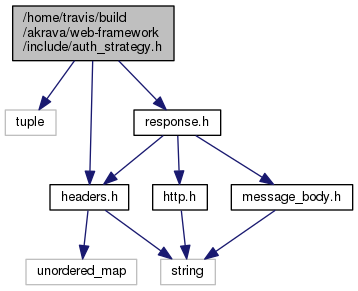 /home/travis/build
/akrava/web-framework
/include/auth_strategy.h
tuple
response.h
headers.h
http.h
message_body.h
unordered_map
string